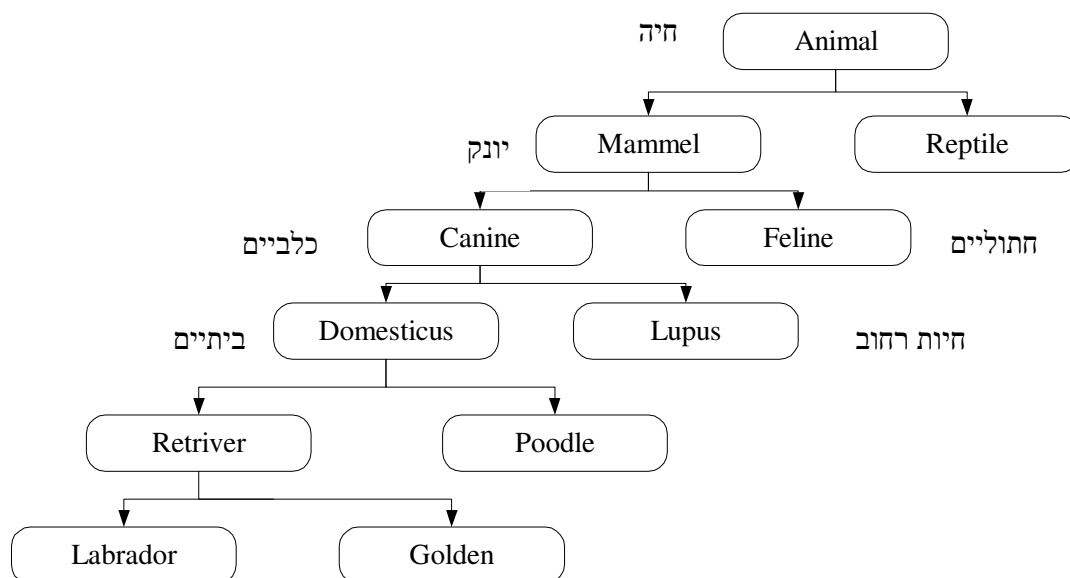 חיה
Animal
יונק
Mammel
Reptile
כלביים
Canine
Feline
חתוליים
ביתיים
Domesticus
Lupus
חיות רחוב
Retriver
Poodle
Labrador
Golden